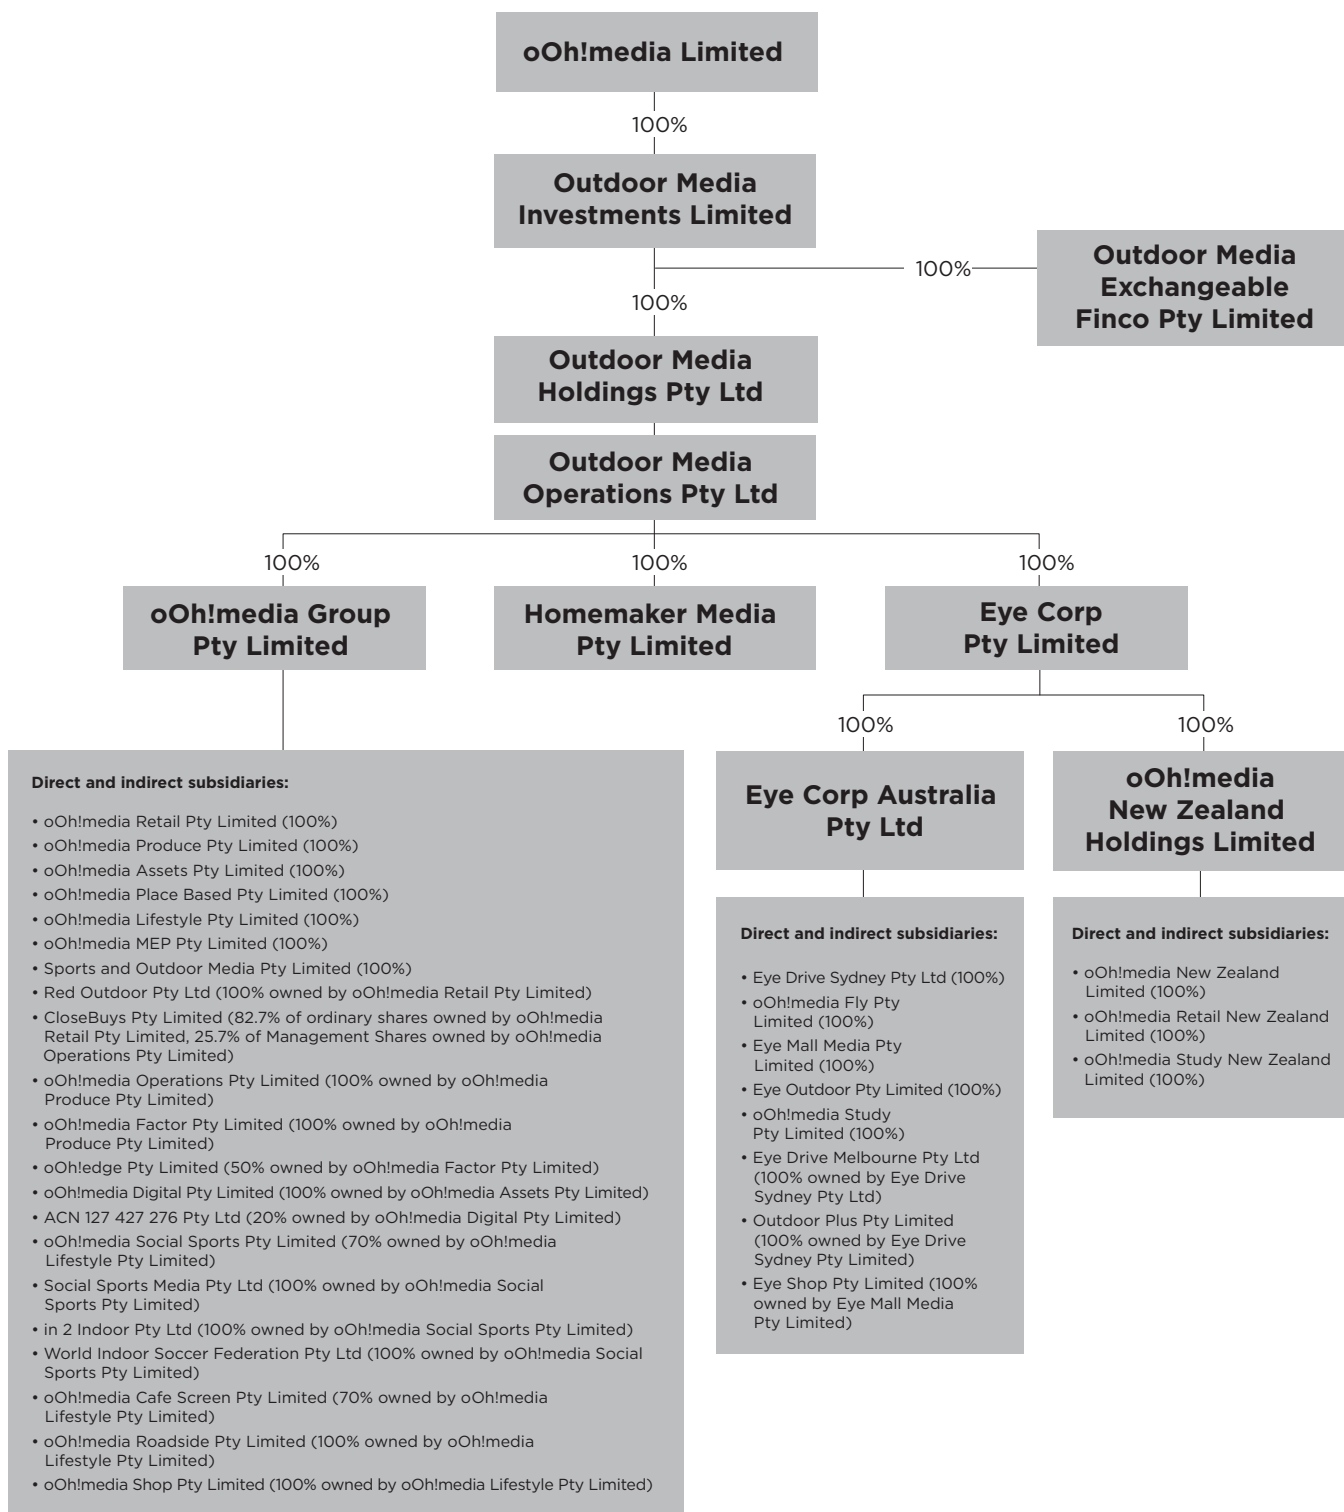 oOh!media Limited
100%
Outdoor Media
Investments Limited
100%
Outdoor Media
Exchangeable
Finco Pty Limited
100%
Outdoor Media
Holdings Pty Ltd
Outdoor Media
Operations Pty Ltd
100%
100%
100%
oOh!media Group
Pty Limited
Homemaker Media
Pty Limited
Eye Corp
Pty Limited
100%
100%
Direct and indirect subsidiaries:
• oOh!media Retail Pty Limited (100%)
• oOh!media Produce Pty Limited (100%)
• oOh!media Assets Pty Limited (100%)
• oOh!media Place Based Pty Limited (100%)
• oOh!media Lifestyle Pty Limited (100%)
• oOh!media MEP Pty Limited (100%)
• Sports and Outdoor Media Pty Limited (100%)
• Red Outdoor Pty Ltd (100% owned by oOh!media Retail Pty Limited)
• CloseBuys Pty Limited (82.7% of ordinary shares owned by oOh!media
Retail Pty Limited, 25.7% of Management Shares owned by oOh!media
Operations Pty Limited)
• oOh!media Operations Pty Limited (100% owned by oOh!media
Produce Pty Limited)
• oOh!media Factor Pty Limited (100% owned by oOh!media
Produce Pty Limited)
• oOh!edge Pty Limited (50% owned by oOh!media Factor Pty Limited)
• oOh!media Digital Pty Limited (100% owned by oOh!media Assets Pty Limited)
• ACN 127 427 276 Pty Ltd (20% owned by oOh!media Digital Pty Limited)
• oOh!media Social Sports Pty Limited (70% owned by oOh!media
Lifestyle Pty Limited)
• Social Sports Media Pty Ltd (100% owned by oOh!media Social
Sports Pty Limited)
• in 2 Indoor Pty Ltd (100% owned by oOh!media Social Sports Pty Limited)
• World Indoor Soccer Federation Pty Ltd (100% owned by oOh!media Social
Sports Pty Limited)
• oOh!media Cafe Screen Pty Limited (70% owned by oOh!media
Lifestyle Pty Limited)
• oOh!media Roadside Pty Limited (100% owned by oOh!media
Lifestyle Pty Limited)
• oOh!media Shop Pty Limited (100% owned by oOh!media Lifestyle Pty Limited)
Eye Corp Australia
Pty Ltd
Direct and indirect subsidiaries:
• Eye Drive Sydney Pty Ltd (100%)
• oOh!media Fly Pty
Limited (100%)
• Eye Mall Media Pty
Limited (100%)
• Eye Outdoor Pty Limited (100%)
• oOh!media Study
Pty Limited (100%)
• Eye Drive Melbourne Pty Ltd
(100% owned by Eye Drive
Sydney Pty Ltd)
• Outdoor Plus Pty Limited
(100% owned by Eye Drive
Sydney Pty Limited)
• Eye Shop Pty Limited (100%
owned by Eye Mall Media
Pty Limited)
oOh!media
New Zealand
Holdings Limited
Direct and indirect subsidiaries:
• oOh!media New Zealand
Limited (100%)
• oOh!media Retail New Zealand
Limited (100%)
• oOh!media Study New Zealand
Limited (100%)